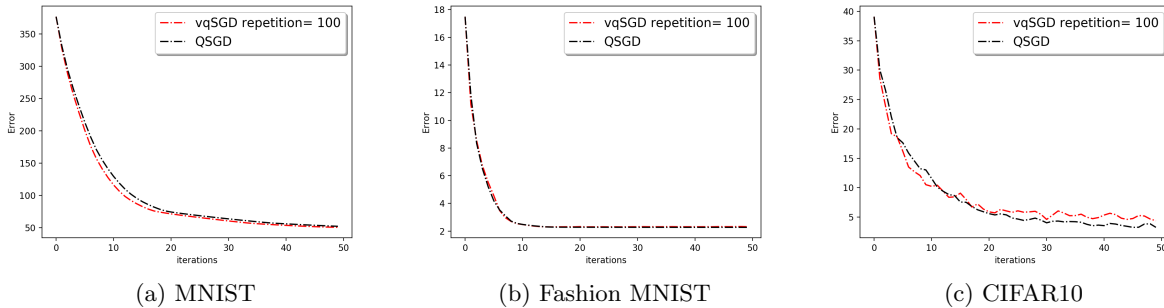 vqSGD repetition= 100
QSGD
Error
350
300
250
200
150
100
50
0 10 20 30 40 50
iterations
(a) MNIST
vqSGD repetition= 100
QSGD
Error
18
16
14
12
10
8
6
4
2
0 10 20 30 40 50
iterations
(b) Fashion MNIST
vqSGD repetition= 100
QSGD
Error
40
35
30
25
20
15
10
5
0 10 20 30 40 50
iterations
(c) CIFAR10